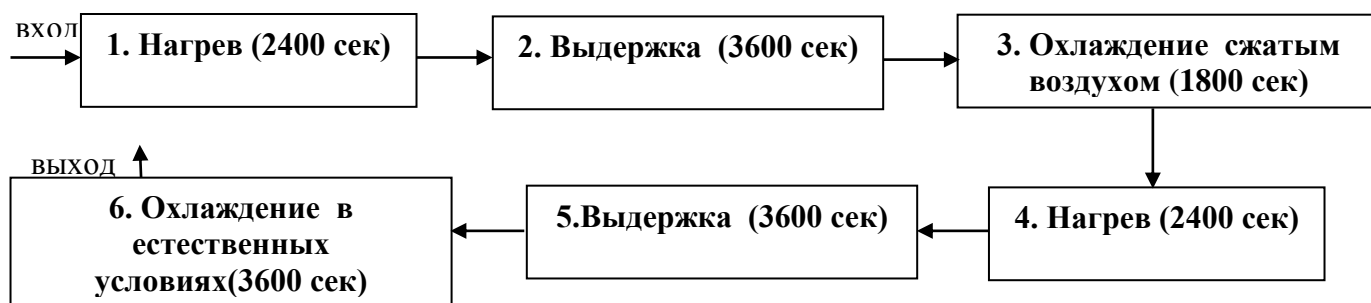 вход
1. Нагрев (2400 сек)
2. Выдержка (3600 сек)
3. Охлаждение сжатым
воздухом (1800 сек)
4. Нагрев (2400 сек)
5.Выдержка (3600 сек)
выход
6. Охлаждение в
естественных
условиях(3600 сек)